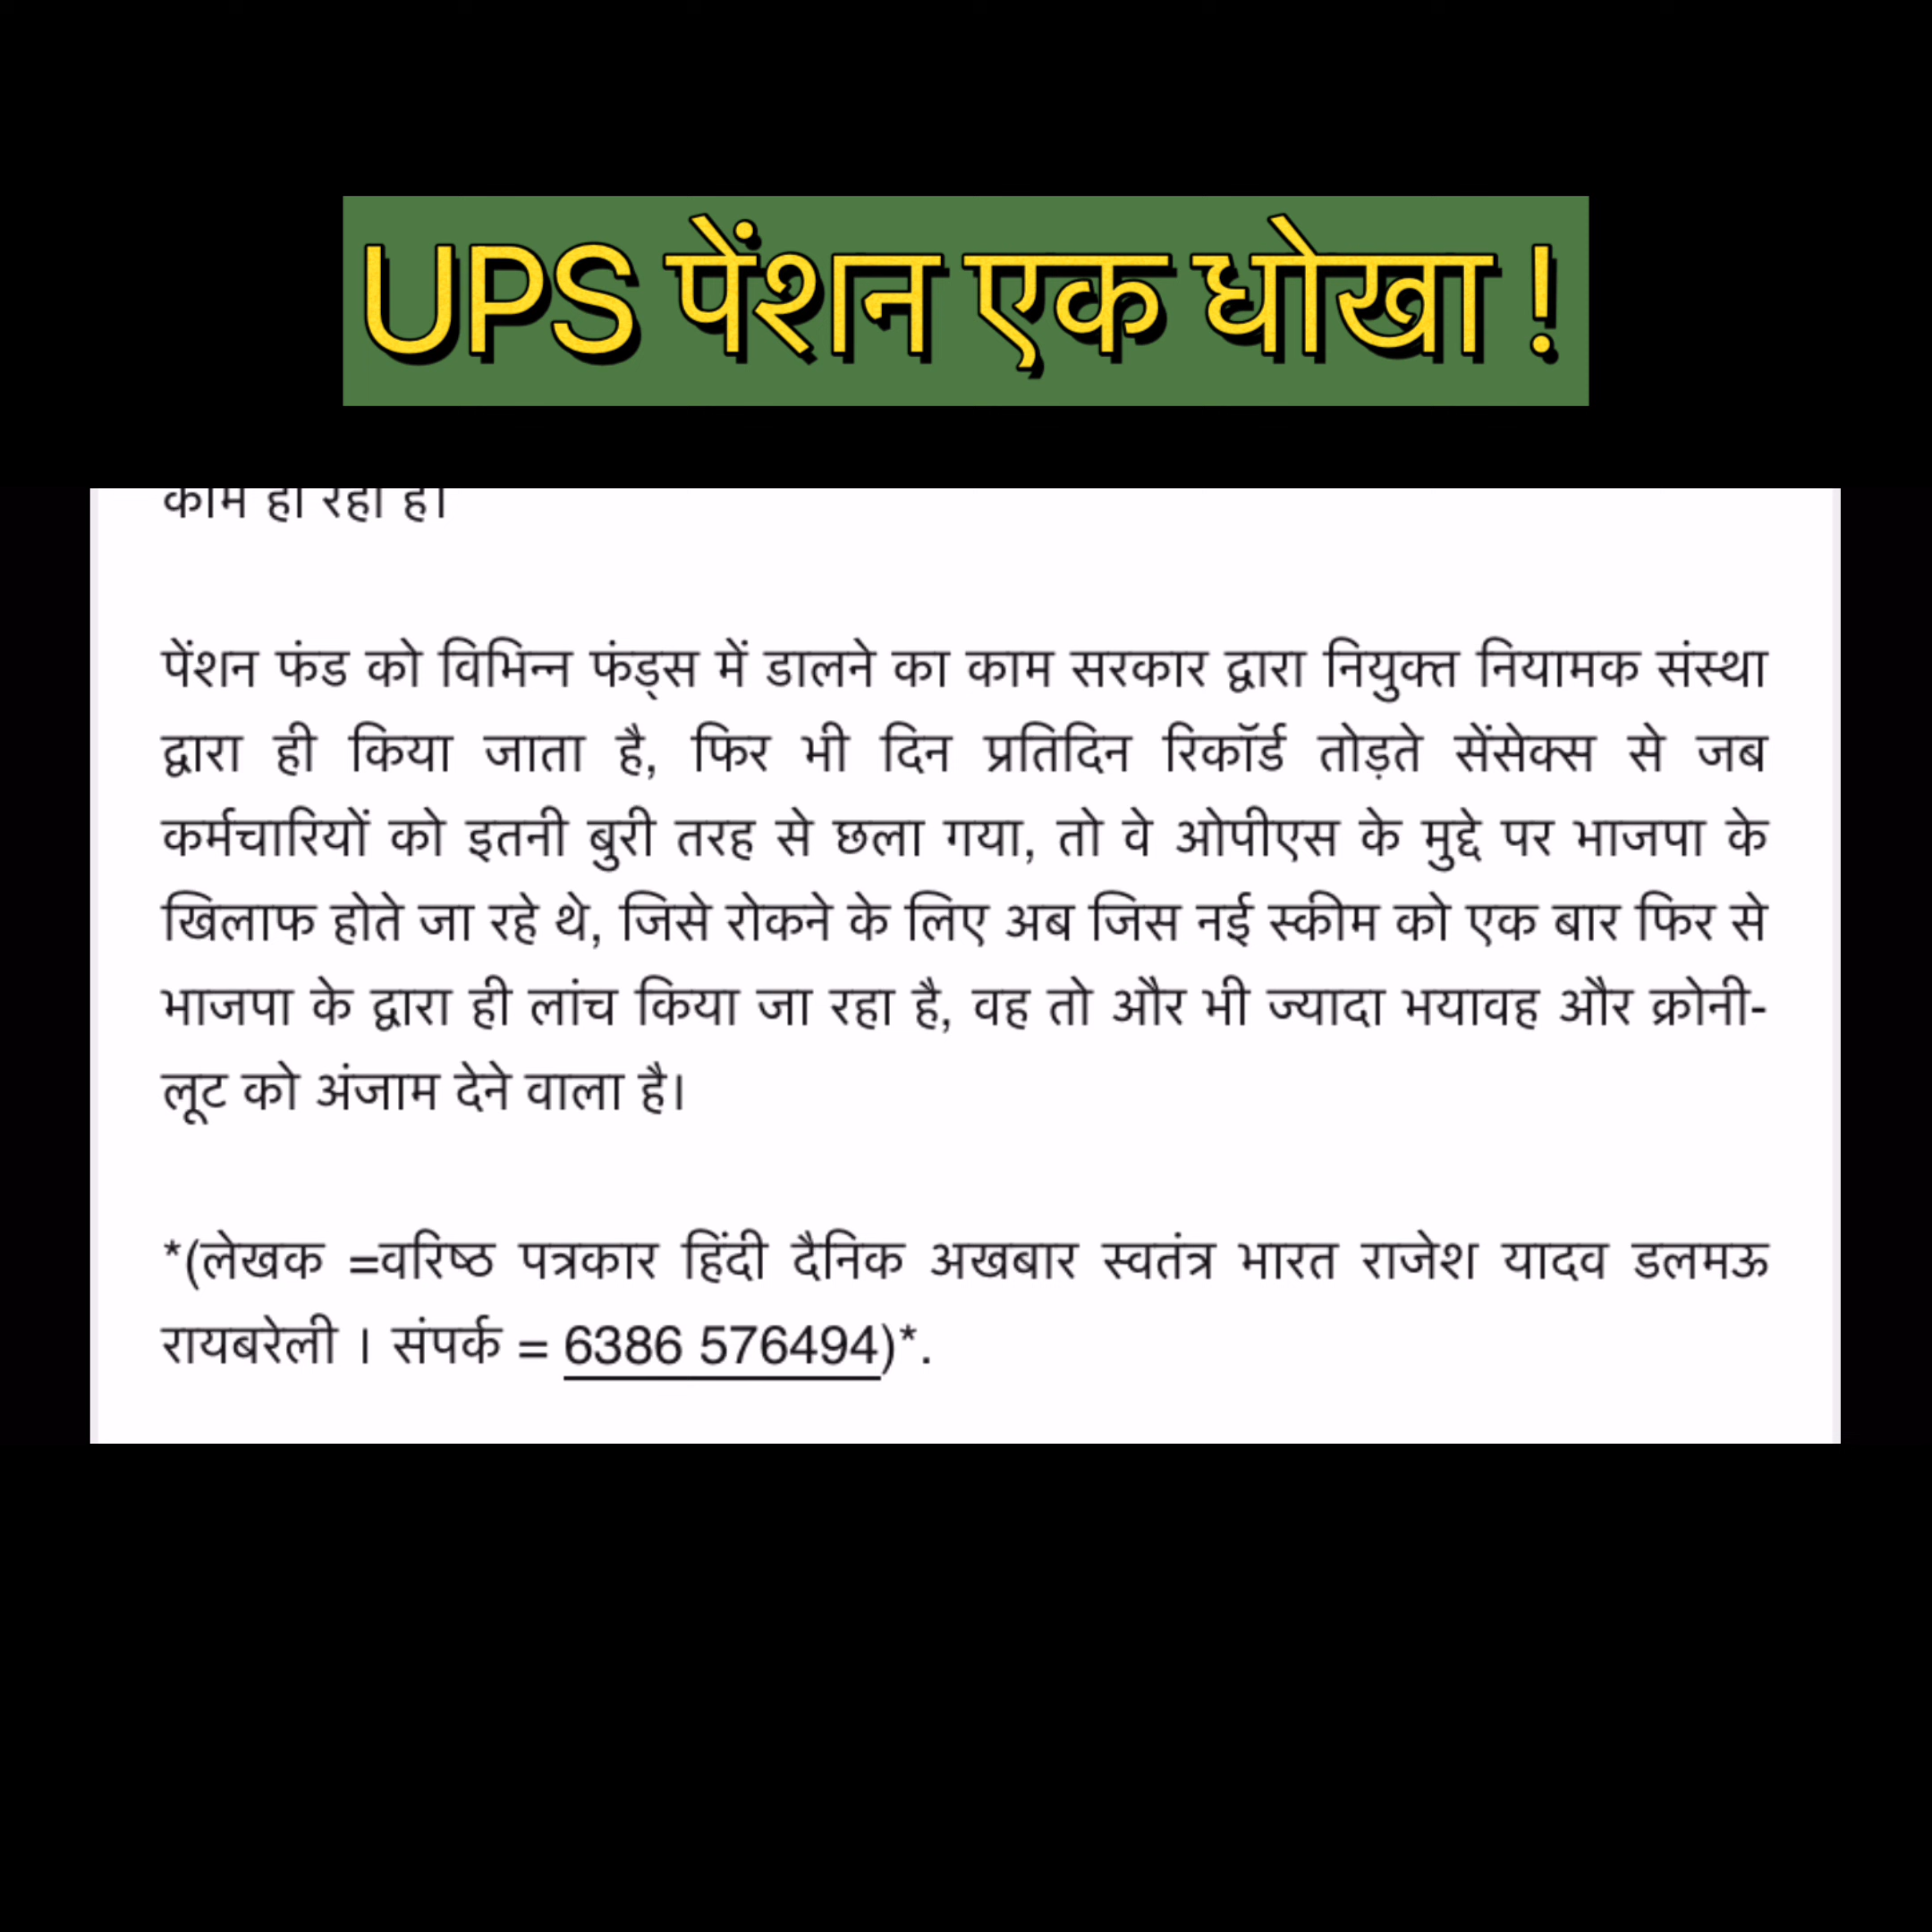 UPS पेंशन एक धोखा !
काम हो रहा है।
पेंशन फंड को विभिन्न फंड्स में डालने का काम सरकार द्वारा नियुक्त नियामक संस्था
द्वारा ही किया जाता है, फिर भी दिन प्रतिदिन रिकॉर्ड तोड़ते सेंसेक्स से जब
कर्मचारियों को इतनी बुरी तरह से छला गया, तो वे ओपीएस के मुद्दे पर भाजपा के
खिलाफ होते जा रहे थे, जिसे रोकने के लिए अब जिस नई स्कीम को एक बार फिर से
भाजपा के द्वारा ही लांच किया जा रहा है, वह तो और भी ज्यादा भयावह और क्रोनी-
लूट को अंजाम देने वाला है।
*(लेखक =वरिष्ठ पत्रकार हिंदी दैनिक अखबार स्वतंत्र भारत राजेश यादव डलमऊ
रायबरेली । संपर्क = 6386 576494)*.